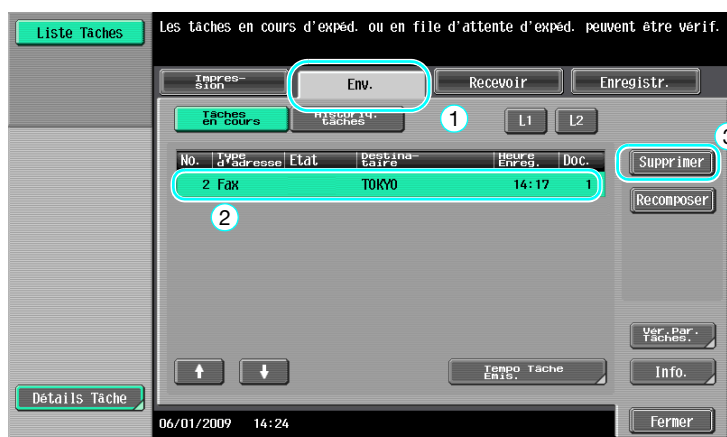 Liste Tâches
Les tâches en cours d'expéd. ou en file d'attente d'expéd. peuvent être vérif.
Impres-
sion
Env.
Recevoir
Enregistr.
Tâches
en cours
Historiq.
tâches
1
L1
L2
3
No.
Type
d'adresse
Etat
Destina-
taire
Heure
Enreg.
Doc.
Supprimer
2 Fax TOKYO 14:17 1
2
Recomposer
Ver.Par.
Tâches.
Tempo Tâche
Emis.
Info.
Détails Tâche
06/01/2009 14:24
Fermer